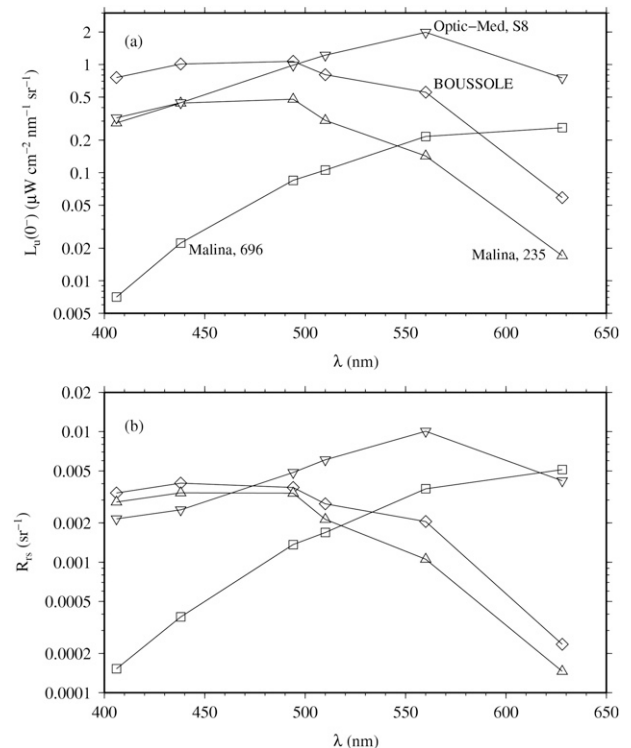 (a)
Optic−Med, S8
BOUSSOLE
Malina, 696
Malina, 235
2
1
0.5
0.2
0.1
0.05
0.02
0.01
0.005
Lu(0−) (μW cm−2 nm−1 sr−1)
400 450 500 550 600 650
λ (nm)
(b)
0.02
0.01
0.005
0.002
0.001
0.0005
0.0002
0.0001
Rrs (sr−1)
400 450 500 550 600 650
λ (nm)